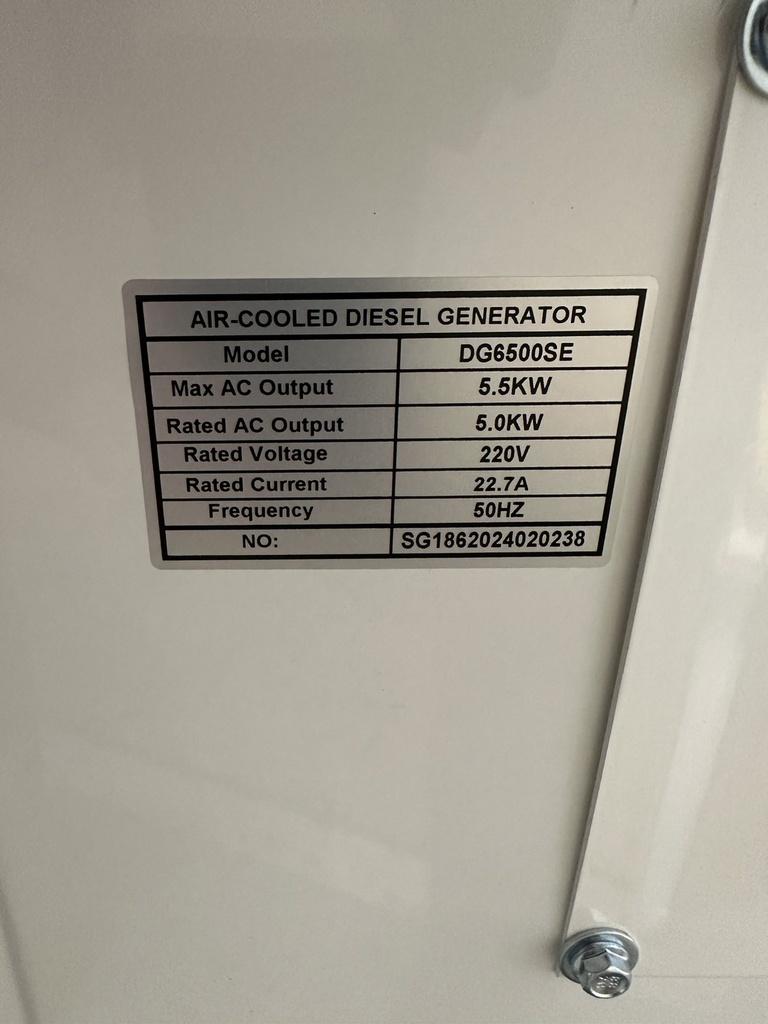 AIR-COOLED DIESEL GENERATOR
Model DG6500SE
Max AC Output 5.5KW
Rated AC Output 5.0KW
Rated Voltage 220V
Rated Current 22.7A
Frequency 50HZ
NO: SG1862024020238